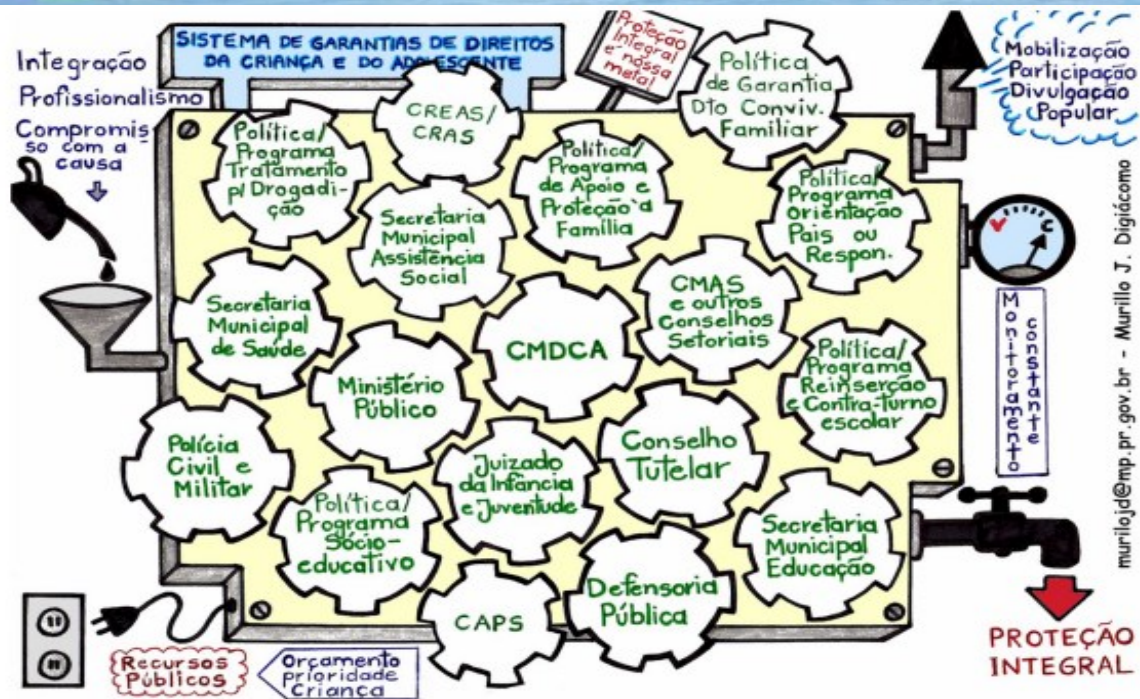 Integração
Profissionalismo
Compromis-
so com a
causa
SISTEMA DE GARANTIAS DE DIREITOS
DA CRIANÇA E DO ADOLESCENTE
Proteção
Integral
é nossa
meta!
Política
de Garantia
Dto Conviv.
Familiar
Mobilização
Participação
Divulgação
Popular
CREAS/
CRAS
Política/
Programa
Tratamento
p/ Drogadi-
ção
Política/
Programa
de Apoio e
Proteção à
Família
Política/
Programa
Orientação
Pais ou
Respon.
Secretaria
Municipal
Assistência
Social
Secretaria
Municipal
de Saúde
CMDCA
CMAS
e outros
Conselhos
Setoriais
Política/
Programa
Reinserção
e Contra-turno
escolar
Ministério
Público
Polícia
Civil e
Militar
Juizado
da Infância
e Juventude
Conselho
Tutelar
Política/
Programa
Sócio-
educativo
Secretaria
Municipal
Educação
CAPS
Defensoria
Pública
Monitoramento
constante
murilojd@mp.pr.gov.br - Murillo J. Digiácomo
Recursos
Públicos
Orçamento
prioridade
Criança
PROTEÇÃO
INTEGRAL